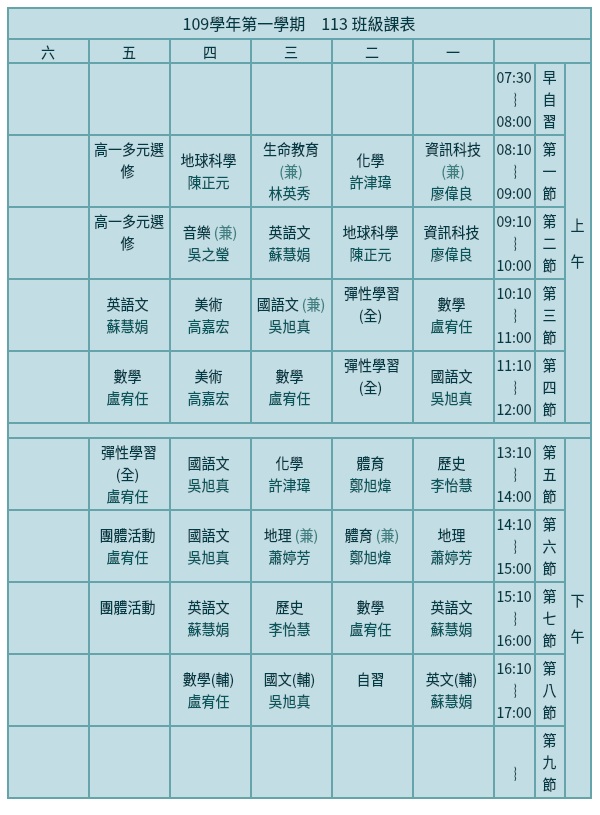 109學年第一學期　113 班級課表
六 五 四 三 二 一
07:30
~
08:00
早
自
習
上
午
高一多元選
修
地球科學
陳正元
生命教育
(兼)
林英秀
化學
許津瑋
資訊科技
(兼)
廖偉良
08:10
~
09:00
第
一
節
高一多元選
修
音樂 (兼)
吳之瑩
英語文
蘇慧娟
地球科學
陳正元
資訊科技
廖偉良
09:10
~
10:00
第
二
節
英語文
蘇慧娟
美術
高嘉宏
國語文 (兼)
吳旭真
彈性學習
(全)
數學
盧宥任
10:10
~
11:00
第
三
節
數學
盧宥任
美術
高嘉宏
數學
盧宥任
彈性學習
(全)
國語文
吳旭真
11:10
~
12:00
第
四
節
彈性學習
(全)
盧宥任
國語文
吳旭真
化學
許津瑋
體育
鄭旭煒
歷史
李怡慧
13:10
~
14:00
第
五
節
下
午
團體活動
盧宥任
國語文
吳旭真
地理 (兼)
蕭婷芳
體育 (兼)
鄭旭煒
地理
蕭婷芳
14:10
~
15:00
第
六
節
團體活動
英語文
蘇慧娟
歷史
李怡慧
數學
盧宥任
英語文
蘇慧娟
15:10
~
16:00
第
七
節
數學(輔)
盧宥任
國文(輔)
吳旭真
自習
英文(輔)
蘇慧娟
16:10
~
17:00
第
八
節
~
第
九
節